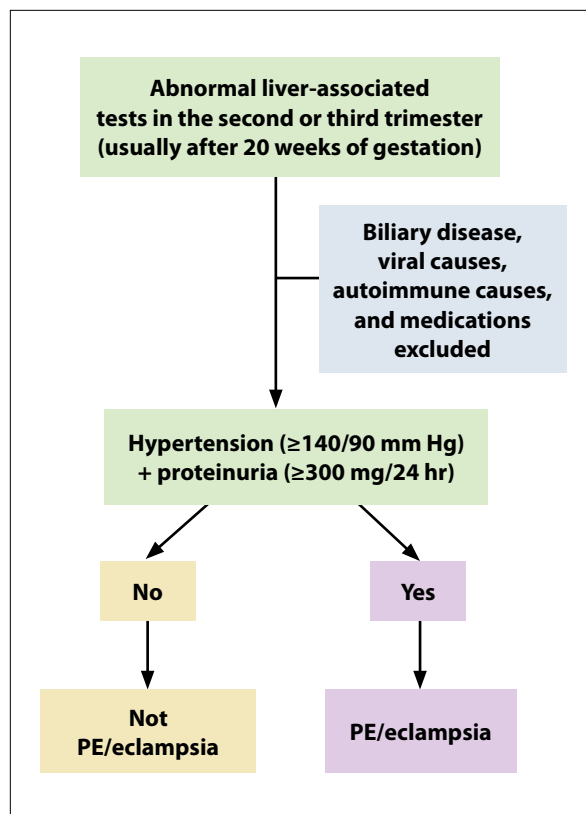 Abnormal liver-associated
tests in the second or third trimester
(usually after 20 weeks of gestation)
Biliary disease,
viral causes,
autoimmune causes,
and medications
excluded
Hypertension (≥140/90 mm Hg)
+ proteinuria (≥300 mg/24 hr)
No
Yes
Not
PE/eclampsia
PE/eclampsia